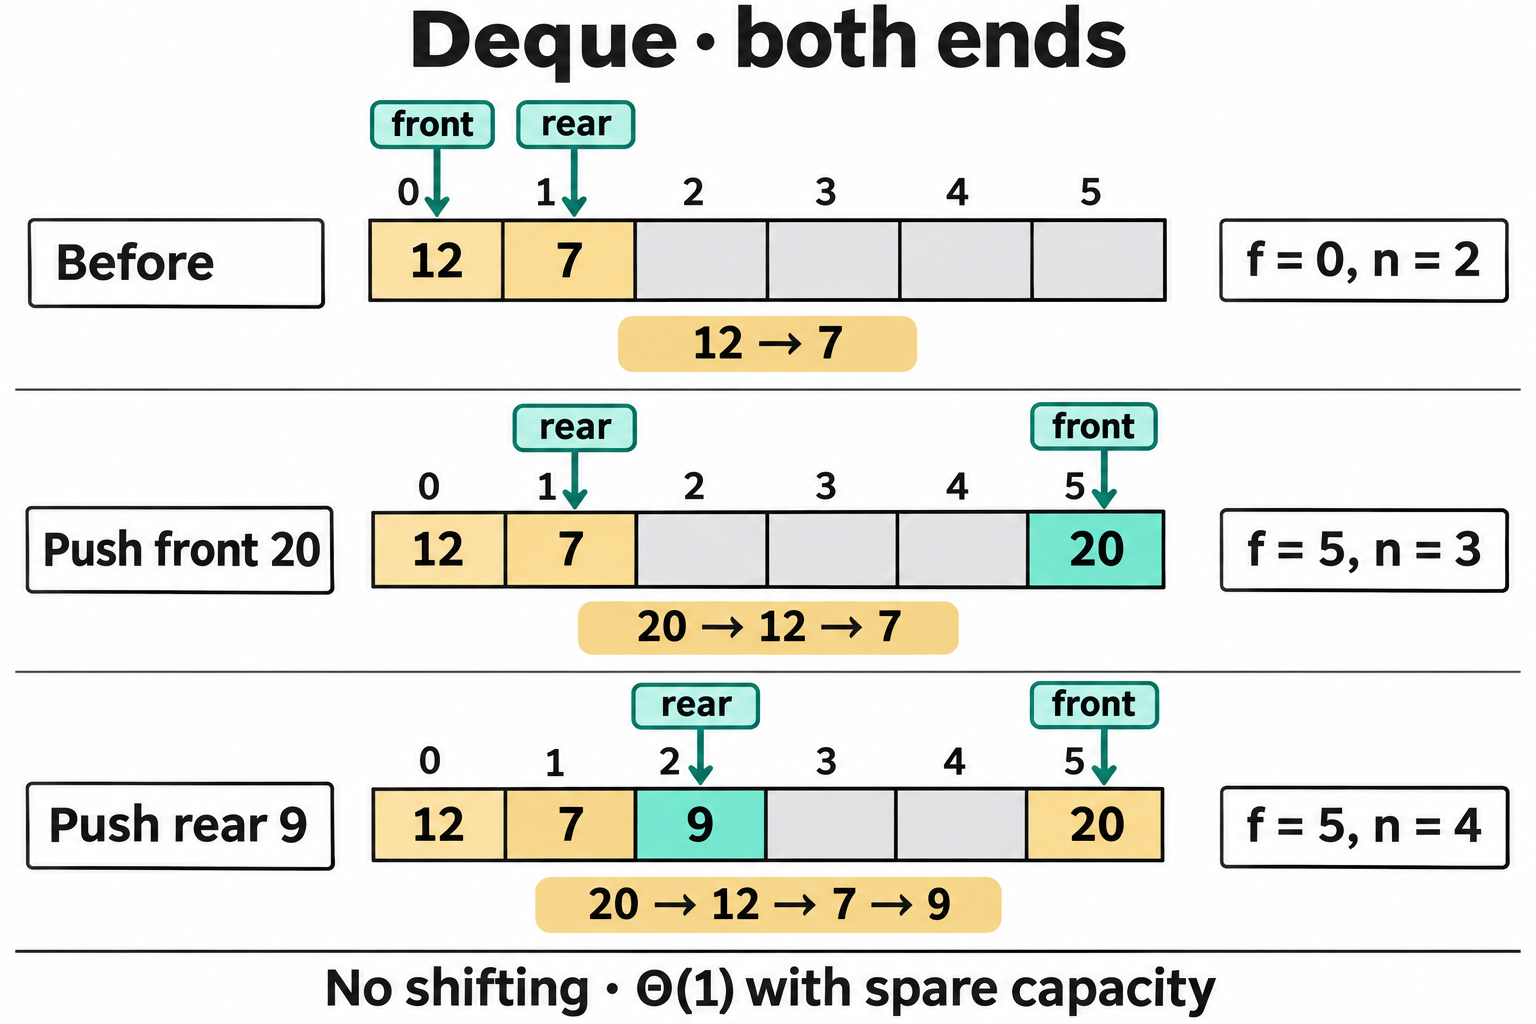 Deque · both ends
front rear
0 1 2 3 4 5
Before 12 7 f = 0, n = 2
12 → 7
rear front
0 1 2 3 4 5
Push front 20 12 7 20 f = 5, n = 3
20 → 12 → 7
rear front
0 1 2 3 4 5
Push rear 9 12 7 9 20 f = 5, n = 4
20 → 12 → 7 → 9
No shifting · Θ(1) with spare capacity